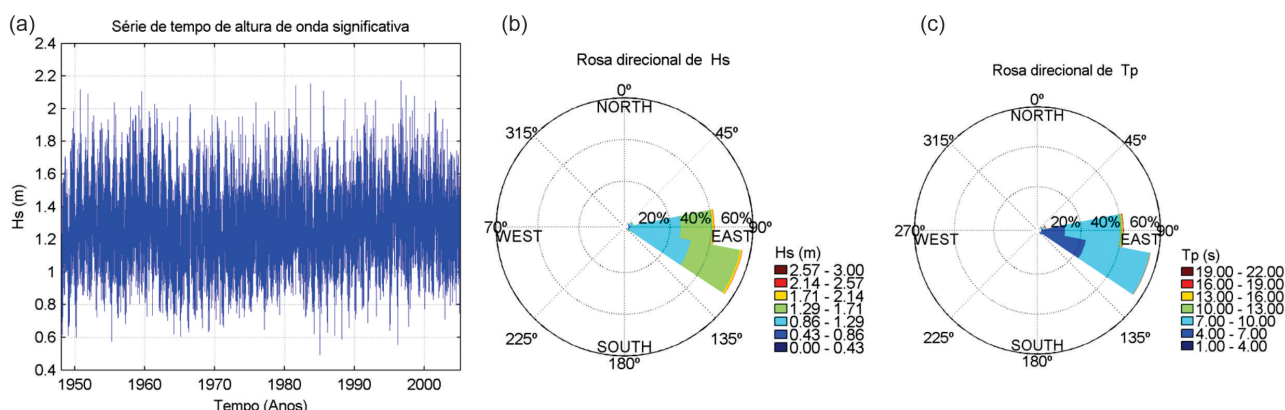 (a)
Série de tempo de altura de onda significativa
2.4
2.2
2
1.8
1.6
1.4
1.2
1
0.8
0.6
0.4
Hs (m)
1950 1960 1970 1980 1990 2000
Tempo (Anos)
(b)
Rosa direcional de Hs
0º
NORTH
315º 45º
20% 40% 60%
70º 90º
WEST EAST
225º 135º
SOUTH
180º
Hs (m)
2.57 - 3.00
2.14 - 2.57
1.71 - 2.14
1.29 - 1.71
0.86 - 1.29
0.43 - 0.86
0.00 - 0.43
(c)
Rosa direcional de Tp
0º
NORTH
315º 45º
20% 40% 60%
270º 90º
WEST EAST
225º 135º
SOUTH
180º
Tp (s)
19.00 - 22.00
16.00 - 19.00
13.00 - 16.00
10.00 - 13.00
7.00 - 10.00
4.00 - 7.00
1.00 - 4.00